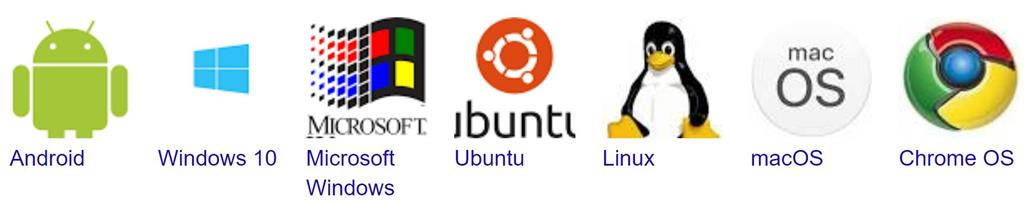 mac
OS
MICROSOFT.
ubuntu
Android
Windows 10
Microsoft
Windows
Ubuntu
Linux
macOS
Chrome OS